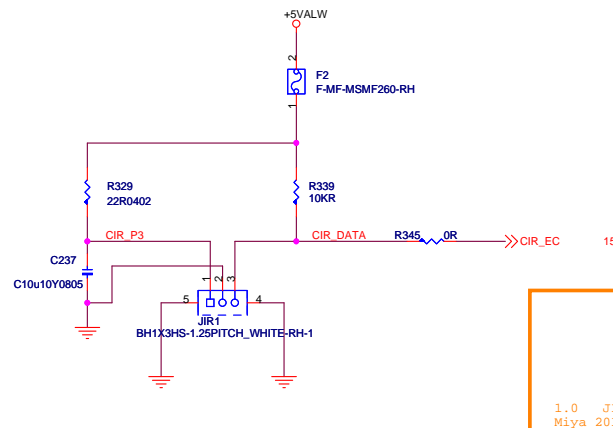 +5VALW
2
F2
F-MF-MSMF260-RH
1
R329
22R0402
R339
10KR
CIR_P3
CIR_DATA
R345
0R
CIR_EC
15
C237
C10u10Y0805
1
2
3
5
4
JIR1
BH1X3HS-1.25PITCH_WHITE-RH-1
1.0
Miya